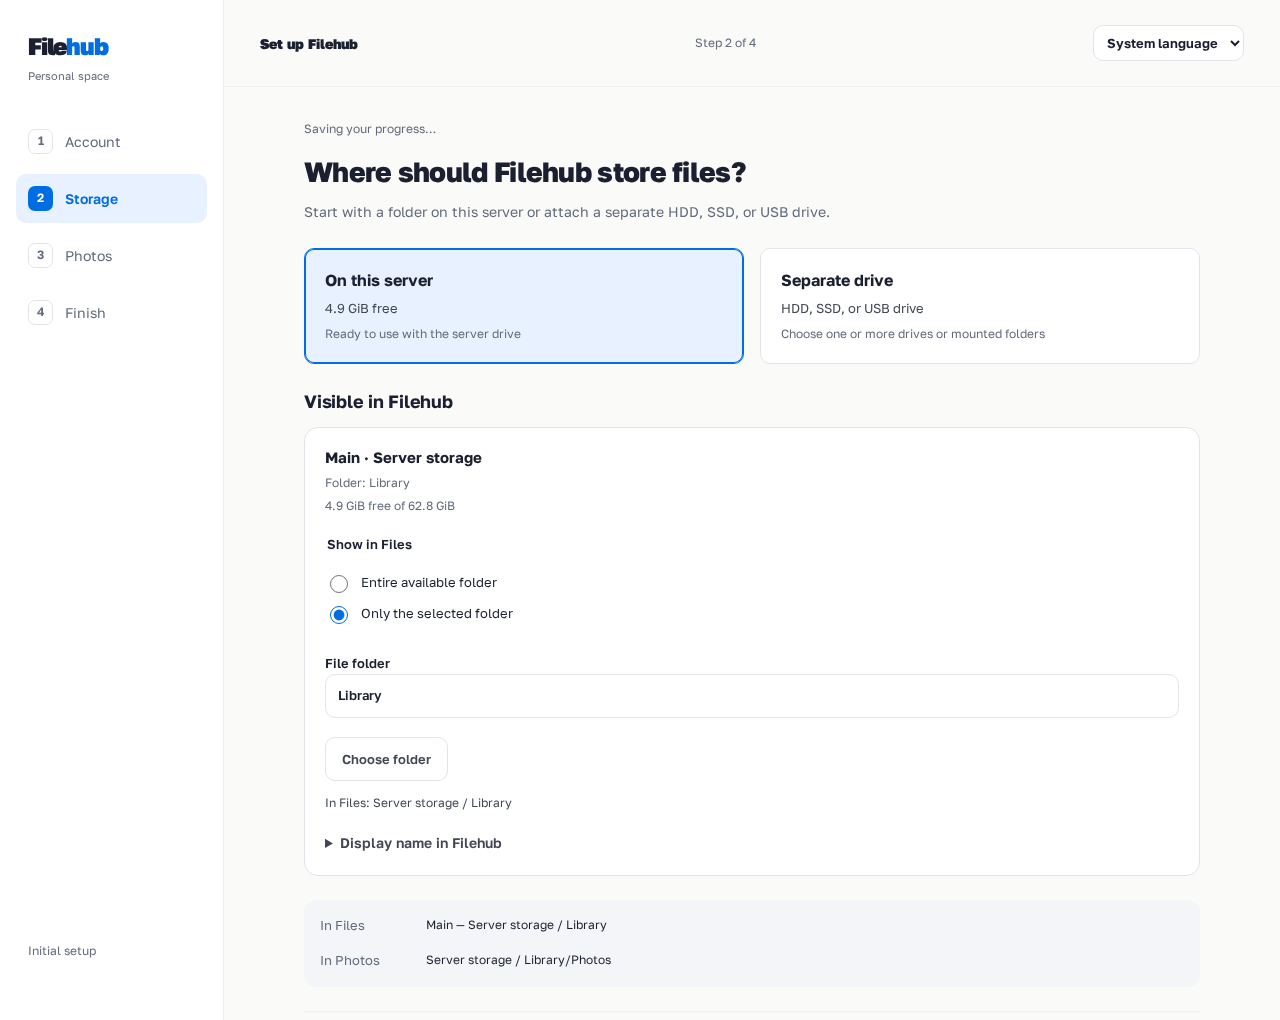 Filehub
Personal space
1 Account
2 Storage
3 Photos
4 Finish
Initial setup
Set up Filehub
Step 2 of 4
System language
Saving your progress…
Where should Filehub store files?
Start with a folder on this server or attach a separate HDD, SSD, or USB drive.
On this server
4.9 GiB free
Ready to use with the server drive
Separate drive
HDD, SSD, or USB drive
Choose one or more drives or mounted folders
Visible in Filehub
Main · Server storage
Folder: Library
4.9 GiB free of 62.8 GiB
Show in Files
Entire available folder
Only the selected folder
File folder
Library
Choose folder
In Files: Server storage / Library
Display name in Filehub
In Files Main — Server storage / Library
In Photos Server storage / Library/Photos